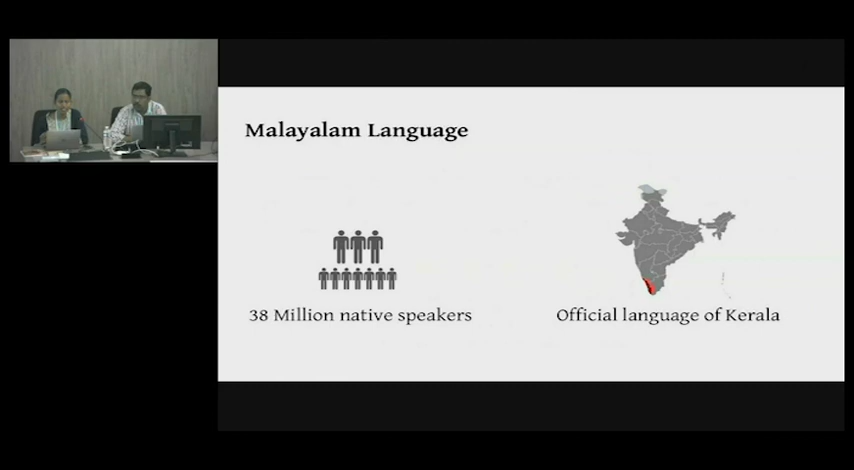 Malayalam Language
38 Million native speakers
Official language of Kerala